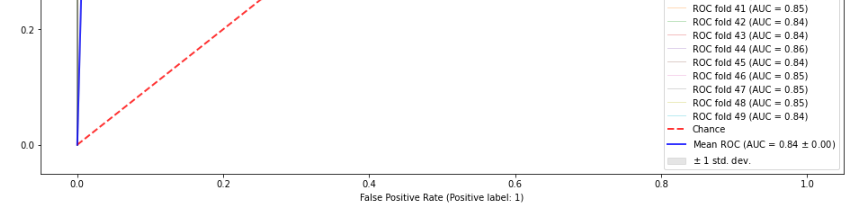 ROC fold 41 (AUC = 0.85)
ROC fold 42 (AUC = 0.84)
0.2
ROC fold 43 (AUC = 0.84)
ROC fold 44 (AUC = 0.86)
ROC fold 45 (AUC = 0.84)
ROC fold 46 (AUC = 0.85)
ROC fold 47 (AUC = 0.85)
ROC fold 48 (AUC = 0.85)
ROC fold 49 (AUC = 0.84)
Chance
0.0
Mean ROC (AUC = 0.84 ± 0.00)
± 1 std. dev.
0.0 0.2 0.4 0.6 0.8 1.0
False Positive Rate (Positive label: 1)